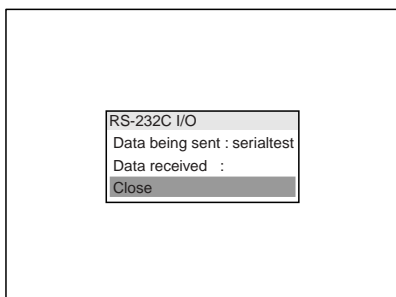 RS-232C I/O
Data being sent : serialtest
Data received :
Close